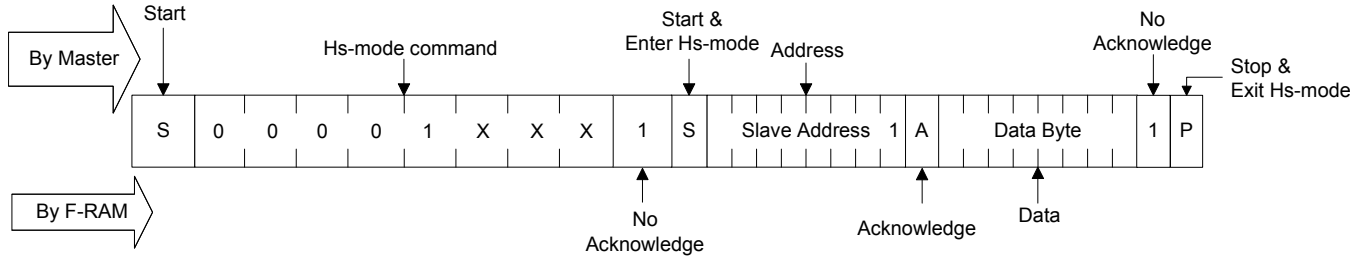 Start
Start &
Enter Hs-mode
No
Acknowledge
By Master
Hs-mode command
Address
Stop &
Exit Hs-mode
S 0 0 0 0 1 X X X 1 S Slave Address 1 A Data Byte 1 P
By F-RAM
No
Acknowledge
Acknowledge
Data